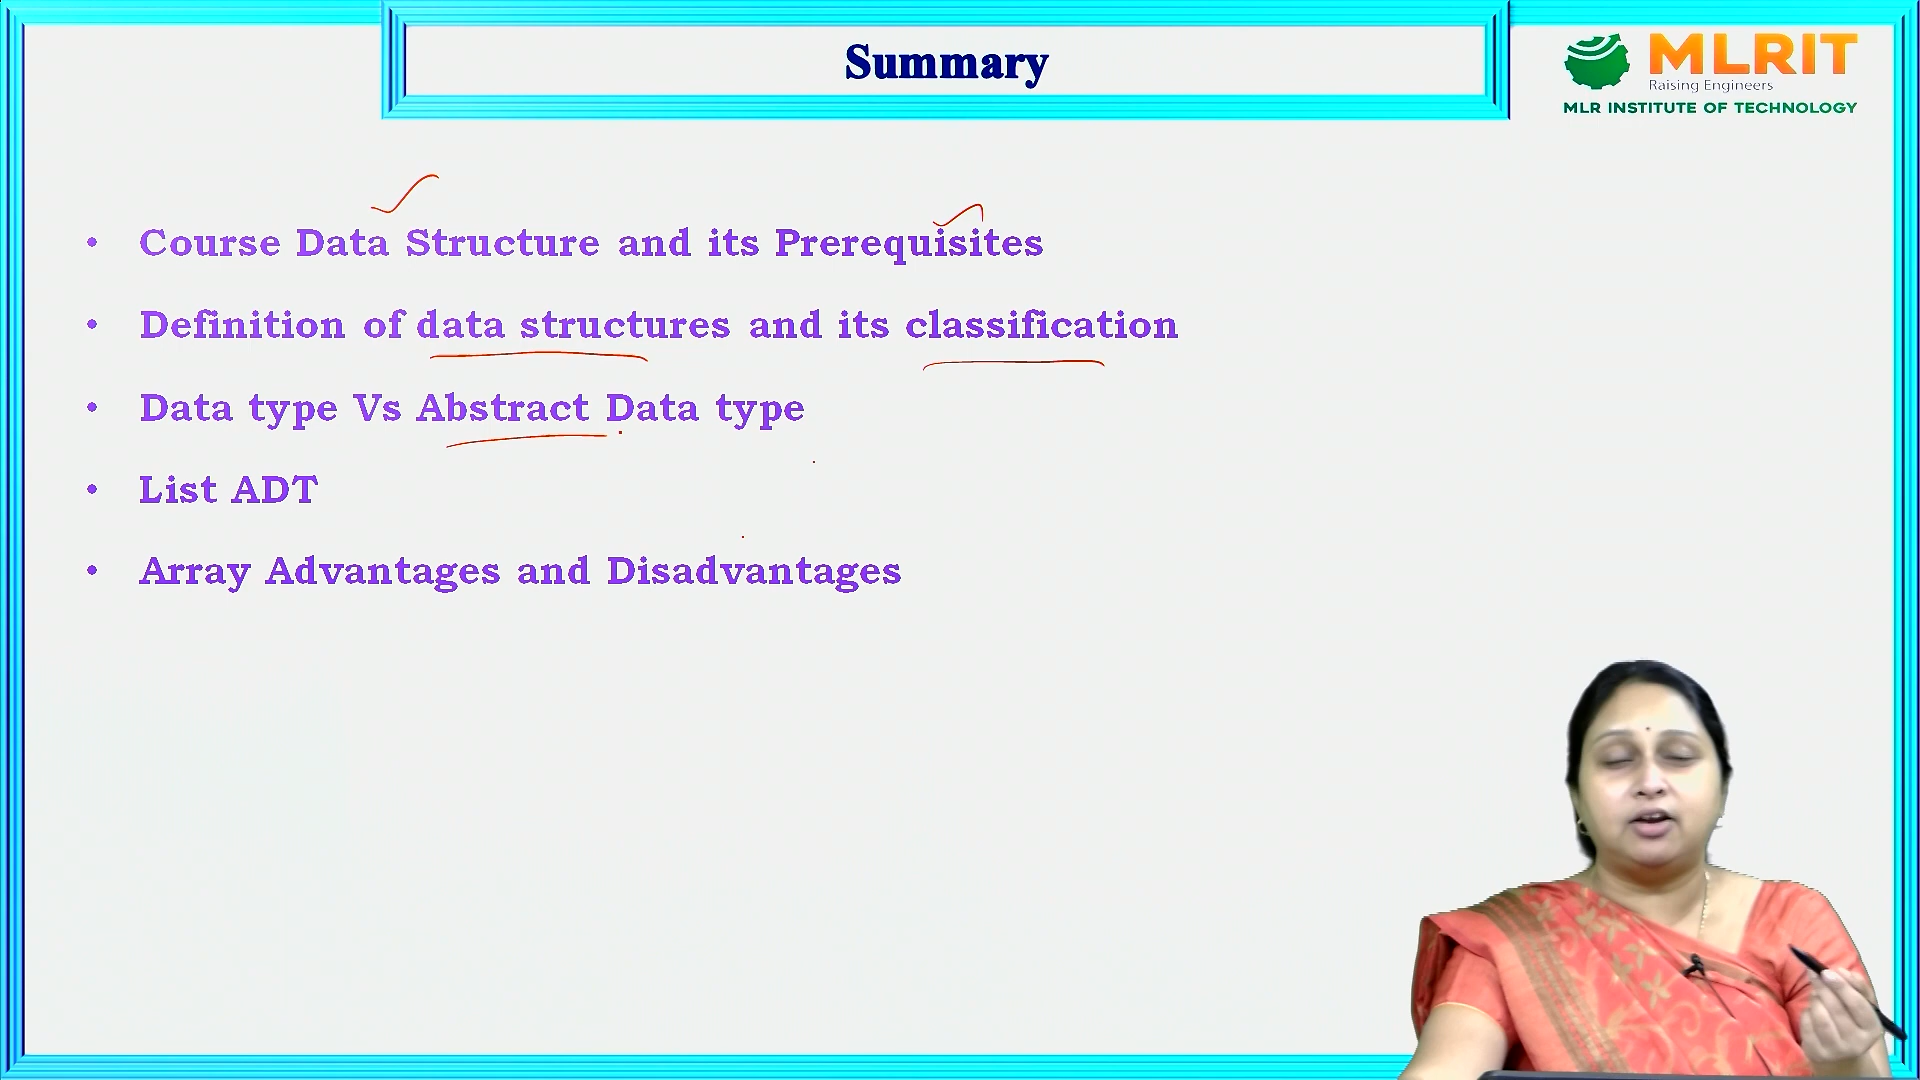 Summary
MLRIT
Raising Engineers
MLR INSTITUTE OF TECHNOLOGY
• Course Data Structure and its Prerequisites
• Definition of data structures and its classification
• Data type Vs Abstract Data type
• List ADT
• Array Advantages and Disadvantages